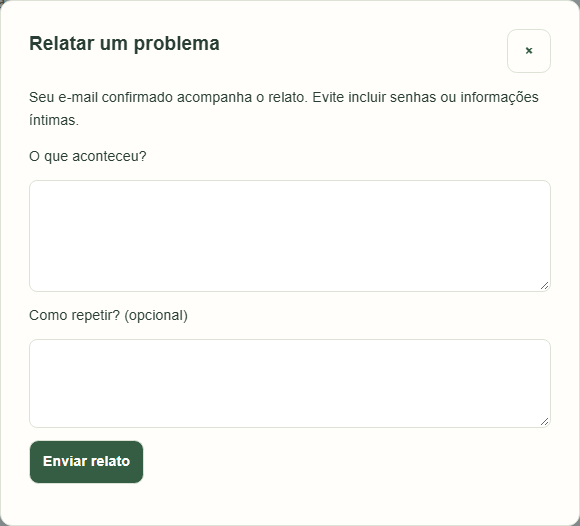 Relatar um problema
×
Seu e-mail confirmado acompanha o relato. Evite incluir senhas ou informações
íntimas.
O que aconteceu?
Como repetir? (opcional)
Enviar relato